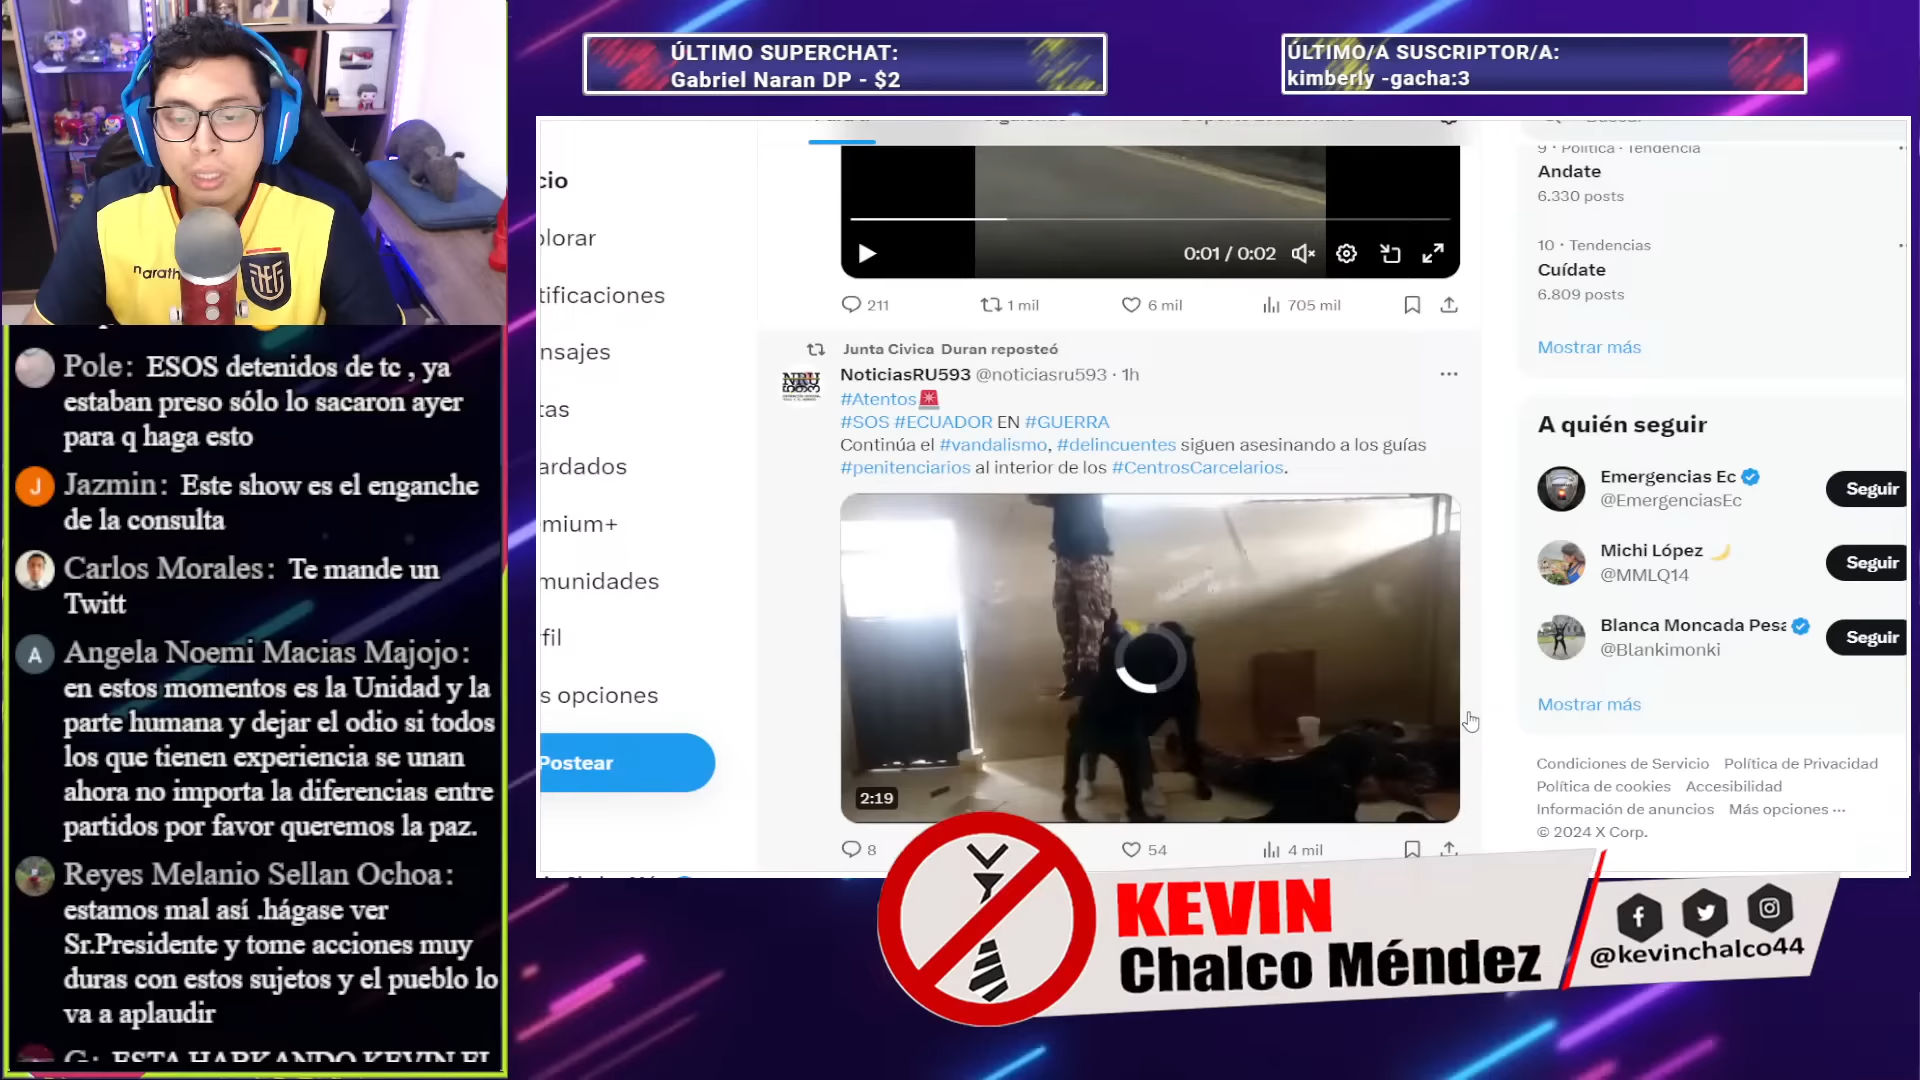 ÚLTIMO SUPERCHAT:
Gabriel Naran DP - $2
ÚLTIMO/A SUSCRIPTOR/A:
kimberly -gacha:3
narath
Pole: ESOS detenidos de tc , ya
estaban preso sólo lo sacaron ayer
para q haga esto
Jazmin: Este show es el enganche
de la consulta
Carlos Morales: Te mande un
Twitt
Angela Noemi Macias Majojo:
en estos momentos es la Unidad y la
parte humana y dejar el odio si todos
los que tienen experiencia se unan
ahora no importa la diferencias entre
partidos por favor queremos la paz.
Reyes Melanio Sellan Ochoa:
estamos mal así .hágase ver
Sr.Presidente y tome acciones muy
duras con estos sujetos y el pueblo lo
va a aplaudir
G: ESTA HARKANDO KEVIN EL
cio
plorar
tificaciones
nsajes
tas
ardados
mium+
munidades
fil
s opciones
Postear
0:01 / 0:02
211
1 mil
6 mil
705 mil
Junta Civica Duran reposteó
NoticiasRU593 @noticiasru593 · 1h
#Atentos
#SOS #ECUADOR EN #GUERRA
Continúa el #vandalismo, #delincuentes siguen asesinando a los guías
#penitenciarios al interior de los #CentrosCarcelarios.
2:19
8
54
4 mil
9 · Política · Tendencia
Andate
6.330 posts
10 · Tendencias
Cuídate
6.809 posts
Mostrar más
A quién seguir
Emergencias Ec
@EmergenciasEc
Seguir
Michi López
@MMLQ14
Seguir
Blanca Moncada Pesa
@Blankimonki
Seguir
Mostrar más
Condiciones de Servicio Política de Privacidad
Política de cookies Accesibilidad
Información de anuncios Más opciones ···
© 2024 X Corp.
KEVIN
Chalco Méndez
@kevinchalco44